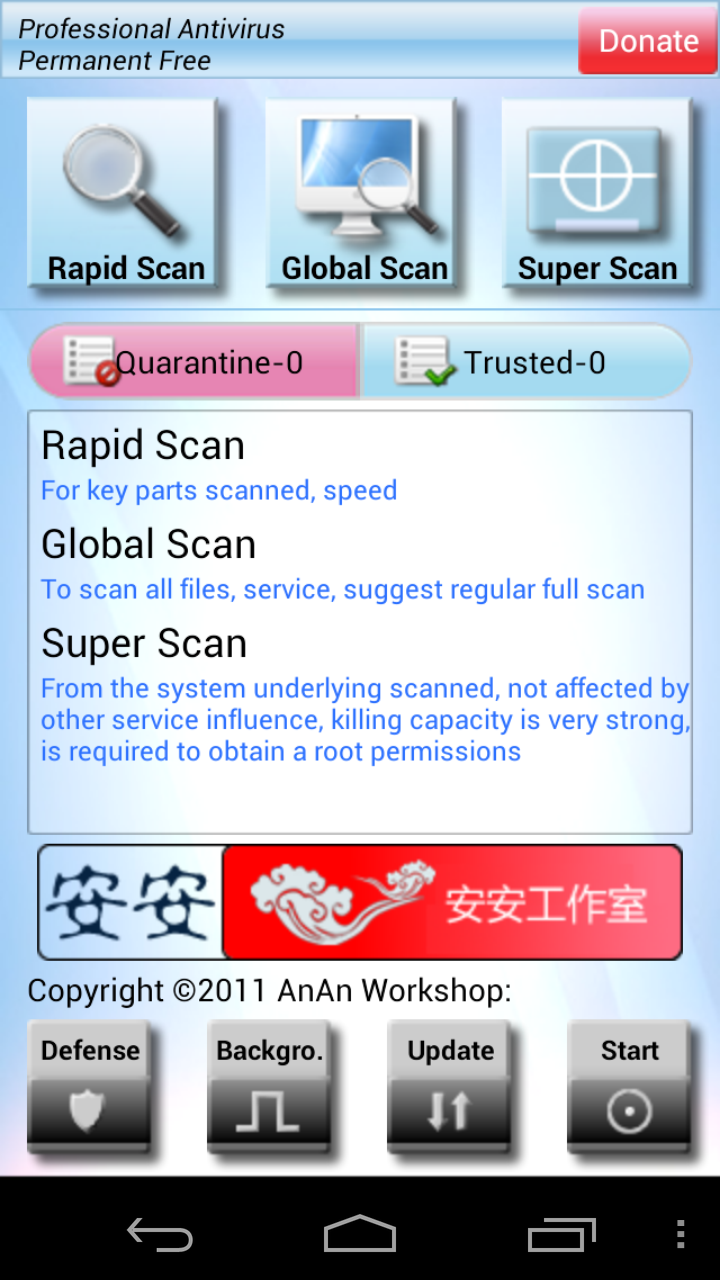 Professional Antivirus
Permanent Free
Donate
Rapid Scan
Global Scan
Super Scan
Quarantine-0
Trusted-0
Rapid Scan
For key parts scanned, speed
Global Scan
To scan all files, service, suggest regular full scan
Super Scan
From the system underlying scanned, not affected by
other service influence, killing capacity is very strong,
is required to obtain a root permissions
安安
安安工作室
Copyright ©2011 AnAn Workshop:
Defense
Backgro.
Update
Start